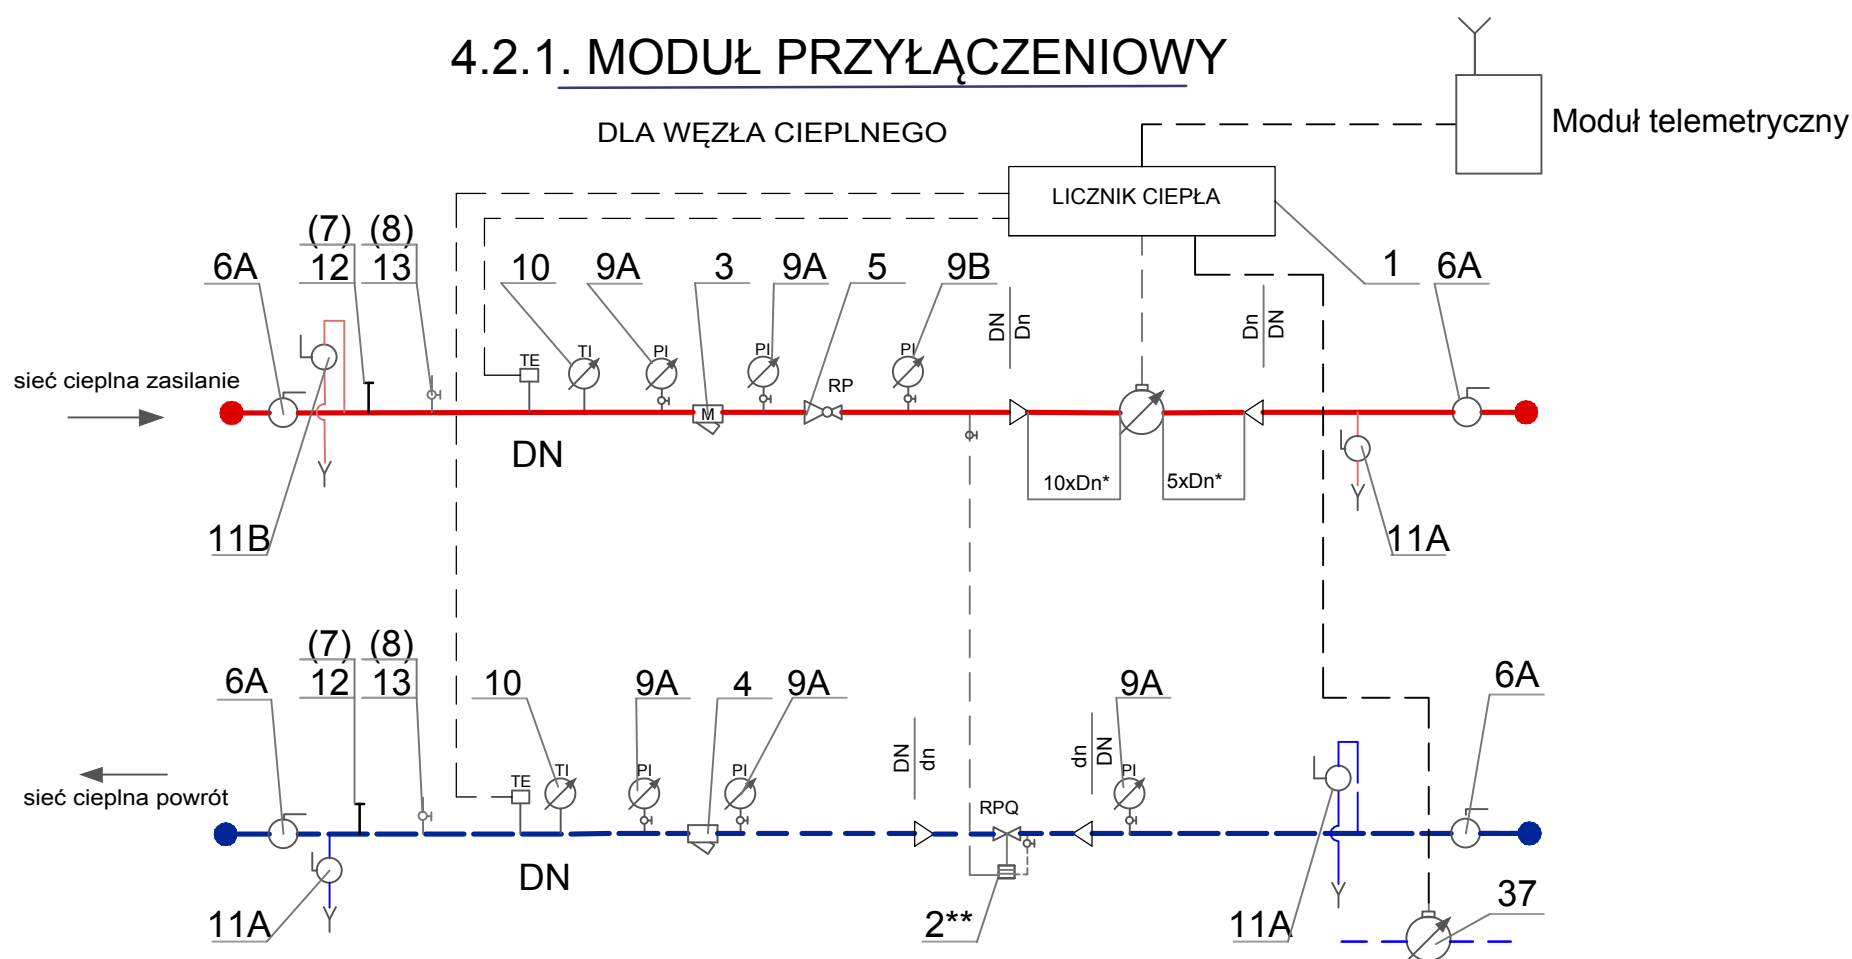 4.2.1. MODUŁ PRZYŁĄCZENIOWY
DLA WĘZŁA CIEPLNEGO
Moduł telemetryczny
LICZNIK CIEPŁA
(7) (8)
6A 12 13 10 9A 3 9A 5 9B 1 6A
DN
Dn
Dn
DN
TE TI PI PI RP PI
sieć cieplna zasilanie
M
DN
10xDn* 5xDn*
11B 11A
(7) (8)
6A 12 13 10 9A 4 9A 9A 6A
DN
dn
dn
DN
TE TI PI PI RPQ PI
sieć cieplna powrót
DN
11A 2** 11A 37